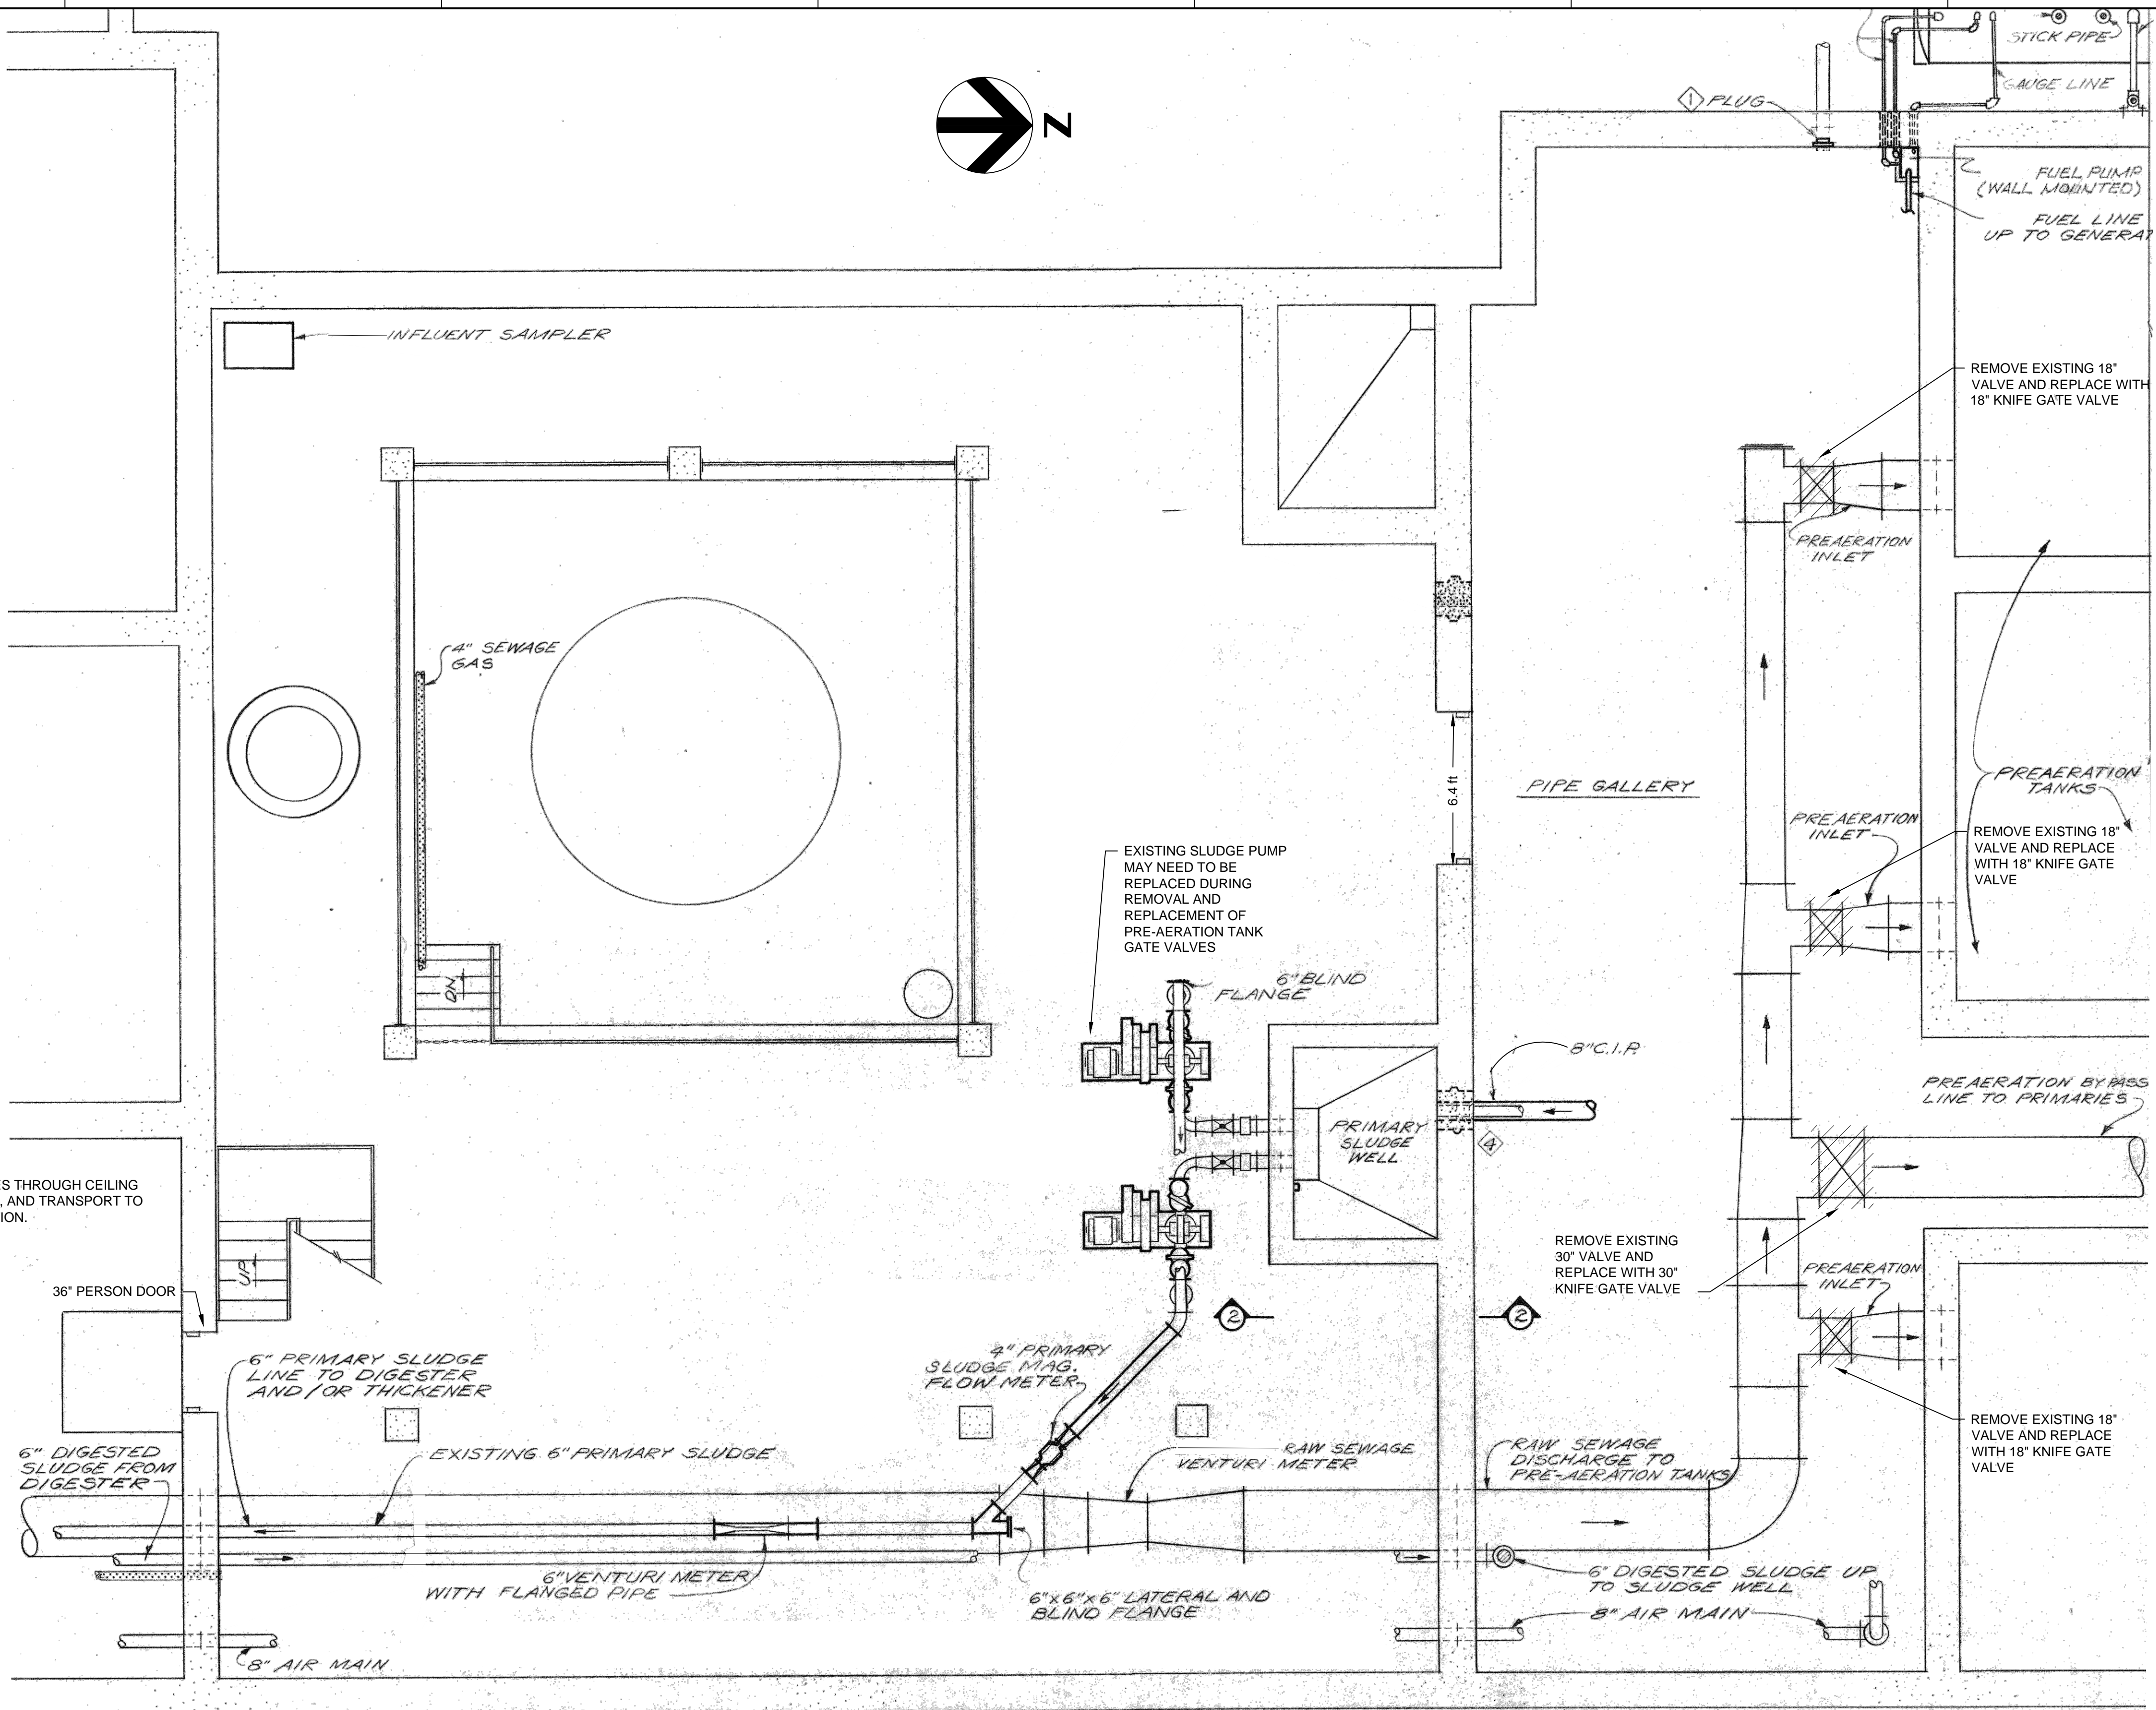 STICK PIPE
GAUGE LINE
1 PLUG
N
FUEL PUMP
(WALL MOUNTED)
FUEL LINE
UP TO GENERAT
INFLUENT SAMPLER
REMOVE EXISTING 18"
VALVE AND REPLACE WITH
18" KNIFE GATE VALVE
PREAERATION
INLET
4" SEWAGE
GAS
6.4 ft
PIPE GALLERY
PREAERATION
TANKS
PREAERATION
INLET
REMOVE EXISTING 18"
VALVE AND REPLACE
WITH 18" KNIFE GATE
VALVE
EXISTING SLUDGE PUMP
MAY NEED TO BE
REPLACED DURING
REMOVAL AND
REPLACEMENT OF
PRE-AERATION TANK
GATE VALVES
DN
6" BLIND
FLANGE
8" C.I.P.
PREAERATION BYPASS
LINE TO PRIMARIES
PRIMARY
SLUDGE
WELL
4
ES THROUGH CEILING
, AND TRANSPORT TO
ION.
UP
36" PERSON DOOR
REMOVE EXISTING
30" VALVE AND
REPLACE WITH 30"
KNIFE GATE VALVE
PREAERATION
INLET
2
2
6" PRIMARY SLUDGE
LINE TO DIGESTER
AND/OR THICKENER
4" PRIMARY
SLUDGE MAG.
FLOW METER
REMOVE EXISTING 18"
VALVE AND REPLACE
WITH 18" KNIFE GATE
VALVE
6" DIGESTED
SLUDGE FROM
DIGESTER
EXISTING 6" PRIMARY SLUDGE
RAW SEWAGE
VENTURI METER
RAW SEWAGE
DISCHARGE TO
PRE-AERATION TANKS
6" VENTURI METER
WITH FLANGED PIPE
6"x6"x6" LATERAL AND
BLIND FLANGE
6" DIGESTED SLUDGE UP
TO SLUDGE WELL
8" AIR MAIN
8" AIR MAIN